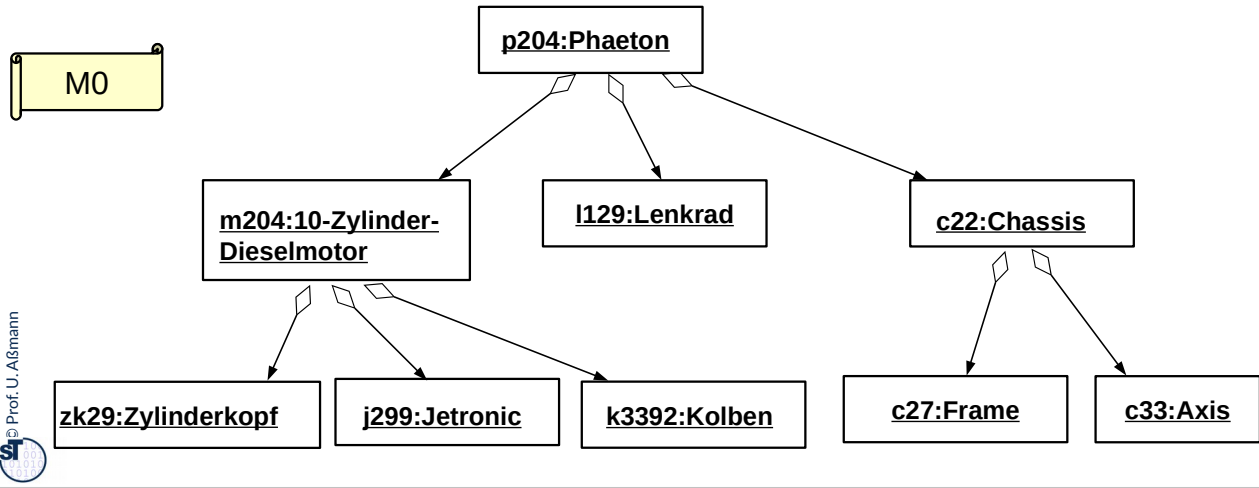 p204:Phaeton
M0
m204:10-Zylinder-
Dieselmotor
l129:Lenkrad
c22:Chassis
zk29:Zylinderkopf
j299:Jetronic
k3392:Kolben
c27:Frame
c33:Axis
© Prof. U. Aßmann
ST